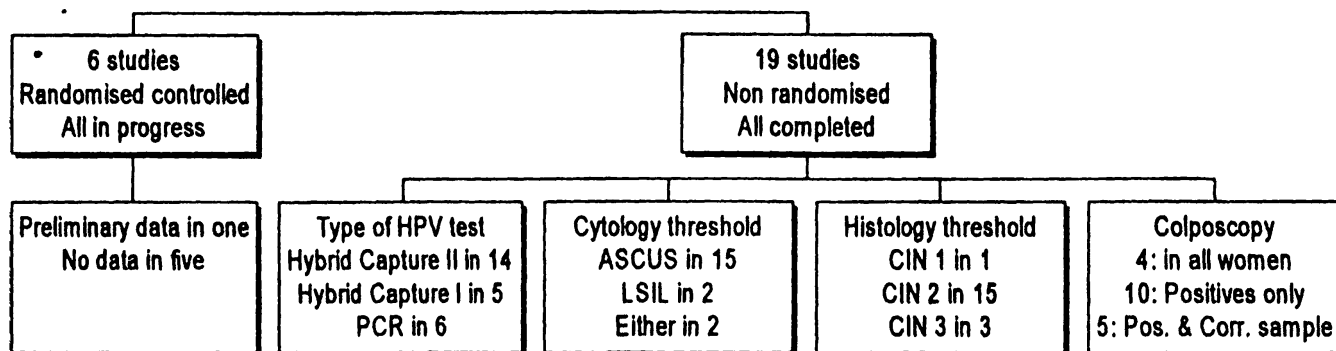 6 studies
Randomised controlled
All in progress
19 studies
Non randomised
All completed
Preliminary data in one
No data in five
Type of HPV test
Hybrid Capture II in 14
Hybrid Capture I in 5
PCR in 6
Cytology threshold
ASCUS in 15
LSIL in 2
Either in 2
Histology threshold
CIN 1 in 1
CIN 2 in 15
CIN 3 in 3
Colposcopy
4: in all women
10: Positives only
5: Pos. & Corr. sample